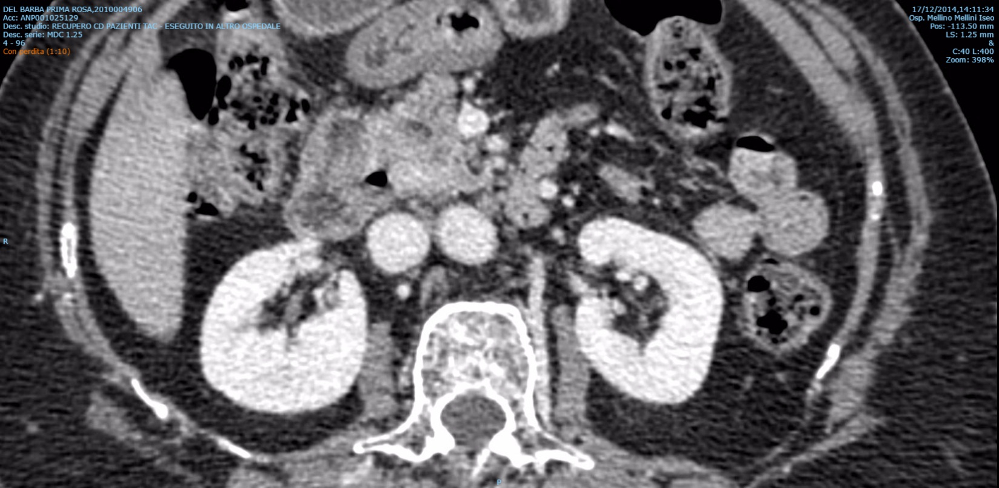 DEL BARBA PRIMA ROSA,2010004906
Acc: ANP001025129
Desc. studio: RECUPERO CD PAZIENTI TAC - ESEGUITO IN ALTRO OSPEDALE
Desc. serie: MDC 1.25
4 - 96
Con perdita (1:10)
17/12/2014,14:11:34
Osp. Mellino Mellini Iseo
Pos: -113.50 mm
LS: 1.25 mm
&
C:40 L:400
Zoom: 398%
R
P